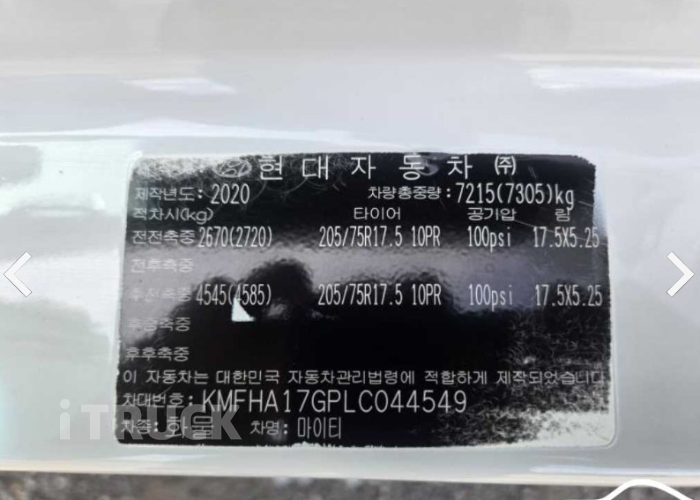 현대자동차㈜
제작년도: 2020 차량총중량: 7215(7305)kg
적차시(kg) 타이어 공기압 림
전전축중 2670(2720) 205/75R17.5 10PR 100psi 17.5X5.25
전후축중
후전축중 4545(4585) 205/75R17.5 10PR 100psi 17.5X5.25
후중축중
후후축중
이 자동차는 대한민국 자동차관리법령에 적합하게 제작되었습니다.
차대번호: KMFHA17GPLC044549
차종: 화물 차명: 마이티
iTRUCK